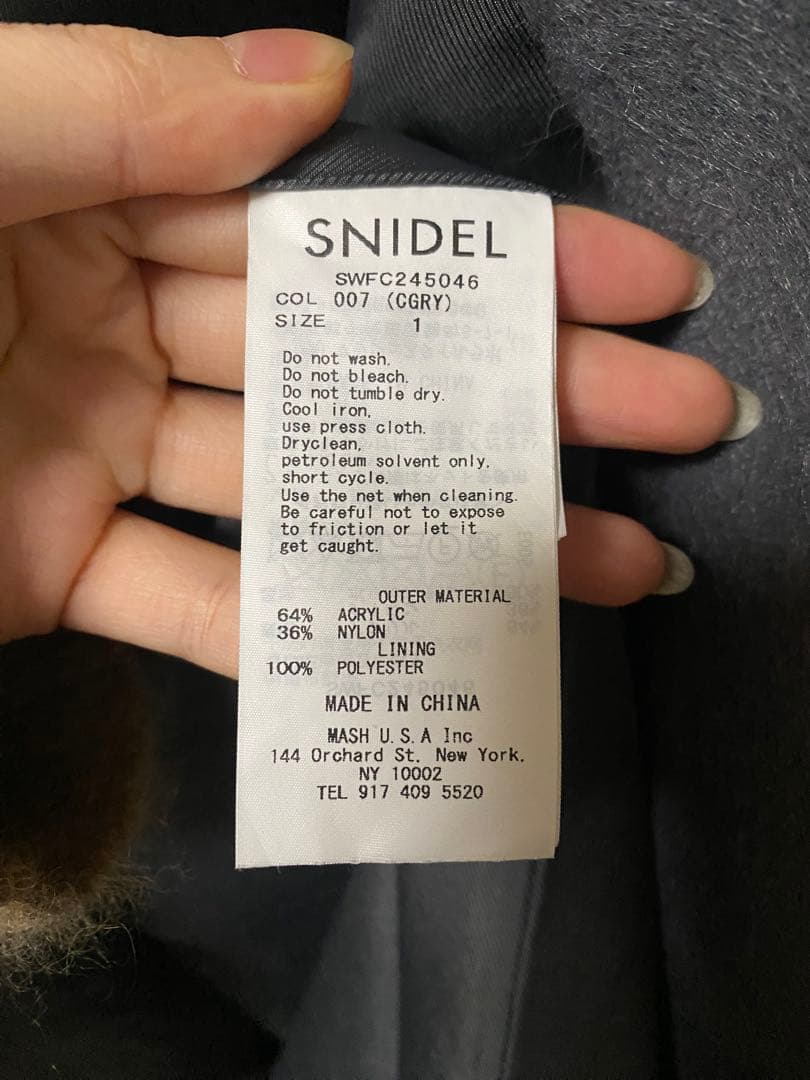 SNIDEL
SWFC245046
COL 007 (CGRY)
SIZE 1
Do not wash.
Do not bleach.
Do not tumble dry.
Cool iron,
use press cloth.
Dryclean,
petroleum solvent only,
short cycle.
Use the net when cleaning.
Be careful not to expose
to friction or let it
get caught.
OUTER MATERIAL
64% ACRYLIC
36% NYLON
LINING
100% POLYESTER
MADE IN CHINA
MASH U.S.A Inc
144 Orchard St. New York.
NY 10002
TEL 917 409 5520